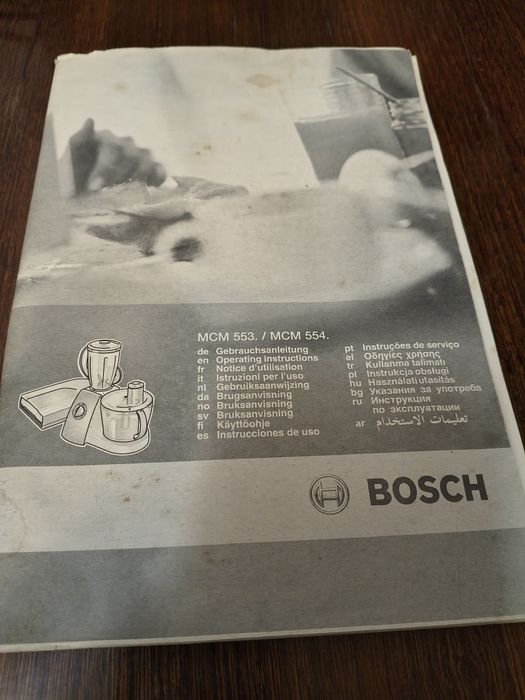 MCM 553. / MCM 554.
de Gebrauchsanleitung
en Operating instructions
fr Notice d'utilisation
it Istruzioni per l'uso
nl Gebruiksaanwijzing
da Brugsanvisning
no Bruksanvisning
sv Bruksanvisning
fi Käyttöohje
es Instrucciones de uso
pt Instruções de serviço
el Οδηγίες χρήσης
tr Kullanma talimatı
pl Instrukcja obsługi
hu Használati utasítás
bg Указания за употреба
ru Инструкция
по эксплуатации
ar تعليمات الاستخدام
BOSCH